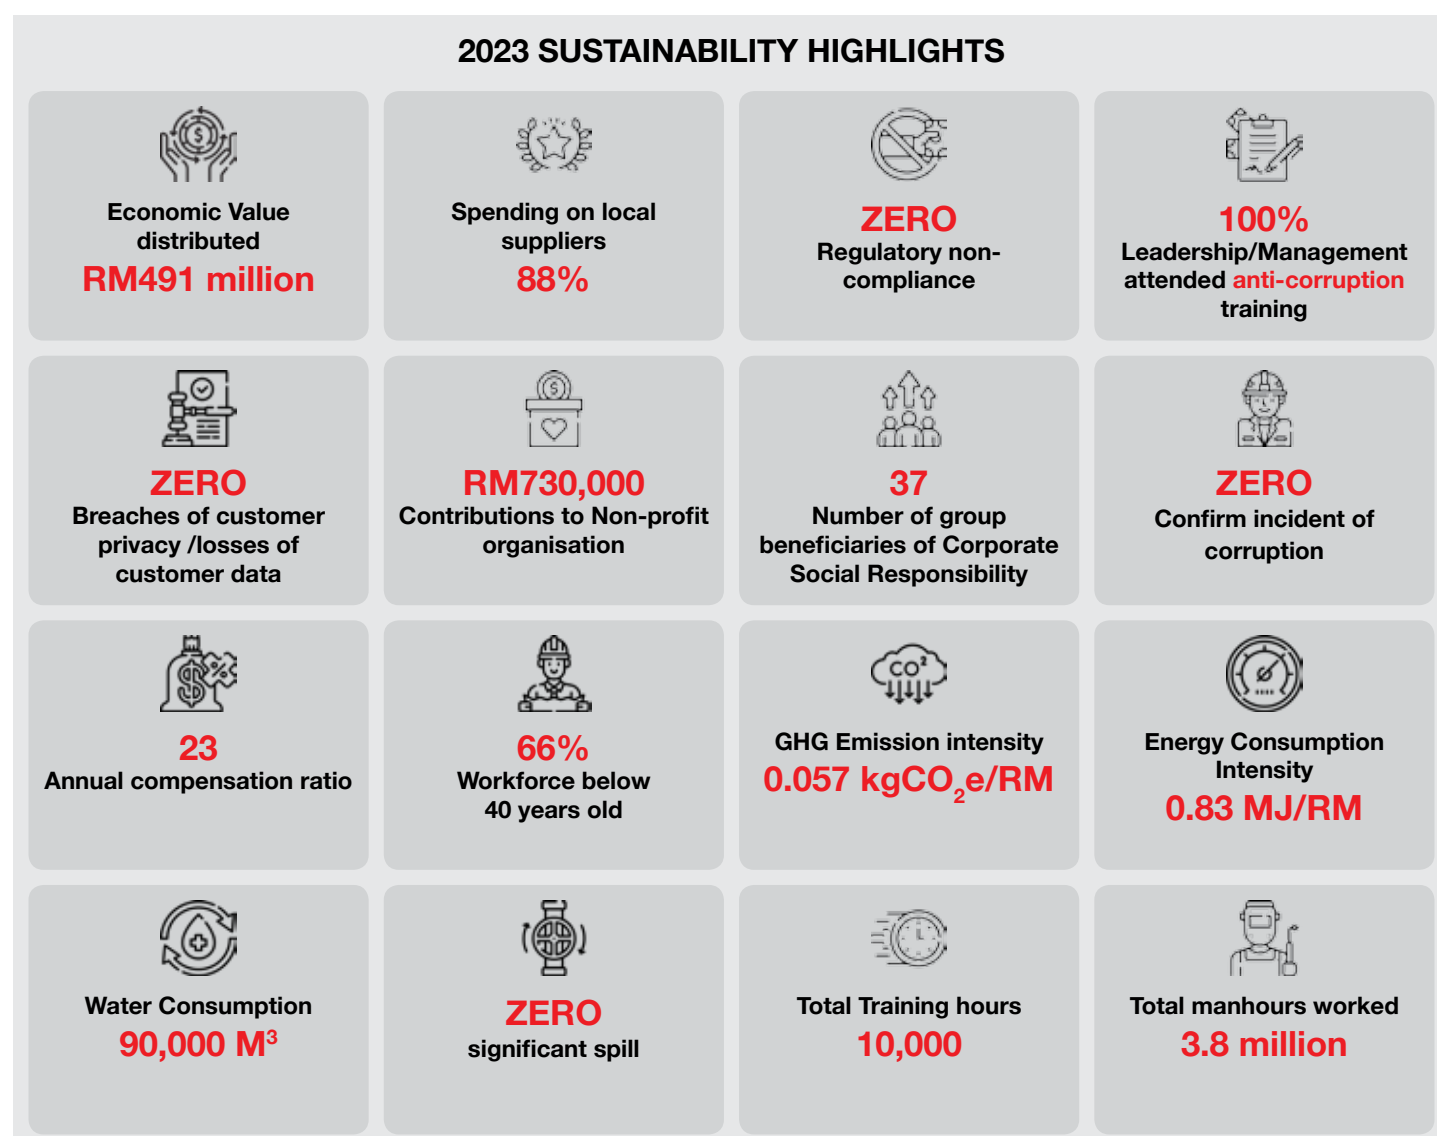 2023 SUSTAINABILITY HIGHLIGHTS
Economic Value
distributed
RM491 million
Spending on local
suppliers
88%
ZERO
Regulatory non-
compliance
100%
Leadership/Management
attended anti-corruption
training
ZERO
Breaches of customer
privacy /losses of
customer data
RM730,000
Contributions to Non-profit
organisation
37
Number of group
beneficiaries of Corporate
Social Responsibility
ZERO
Confirm incident of
corruption
23
Annual compensation ratio
66%
Workforce below
40 years old
CO²
GHG Emission intensity
0.057 kgCO₂e/RM
Energy Consumption
Intensity
0.83 MJ/RM
Water Consumption
90,000 M³
ZERO
significant spill
Total Training hours
10,000
Total manhours worked
3.8 million